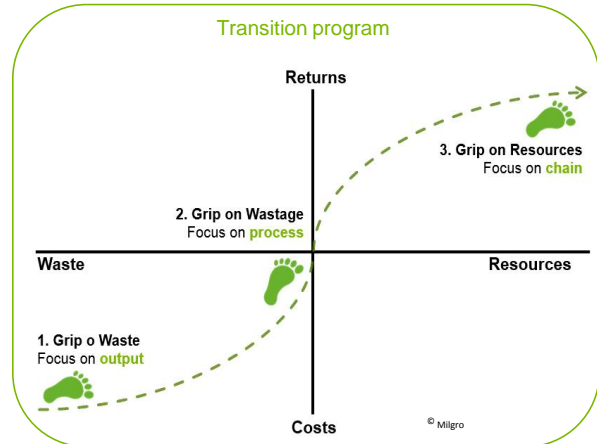 Transition program
Returns
3. Grip on Resources
Focus on chain
2. Grip on Wastage
Focus on process
Waste
Resources
1. Grip o Waste
Focus on output
Costs
© Milgro